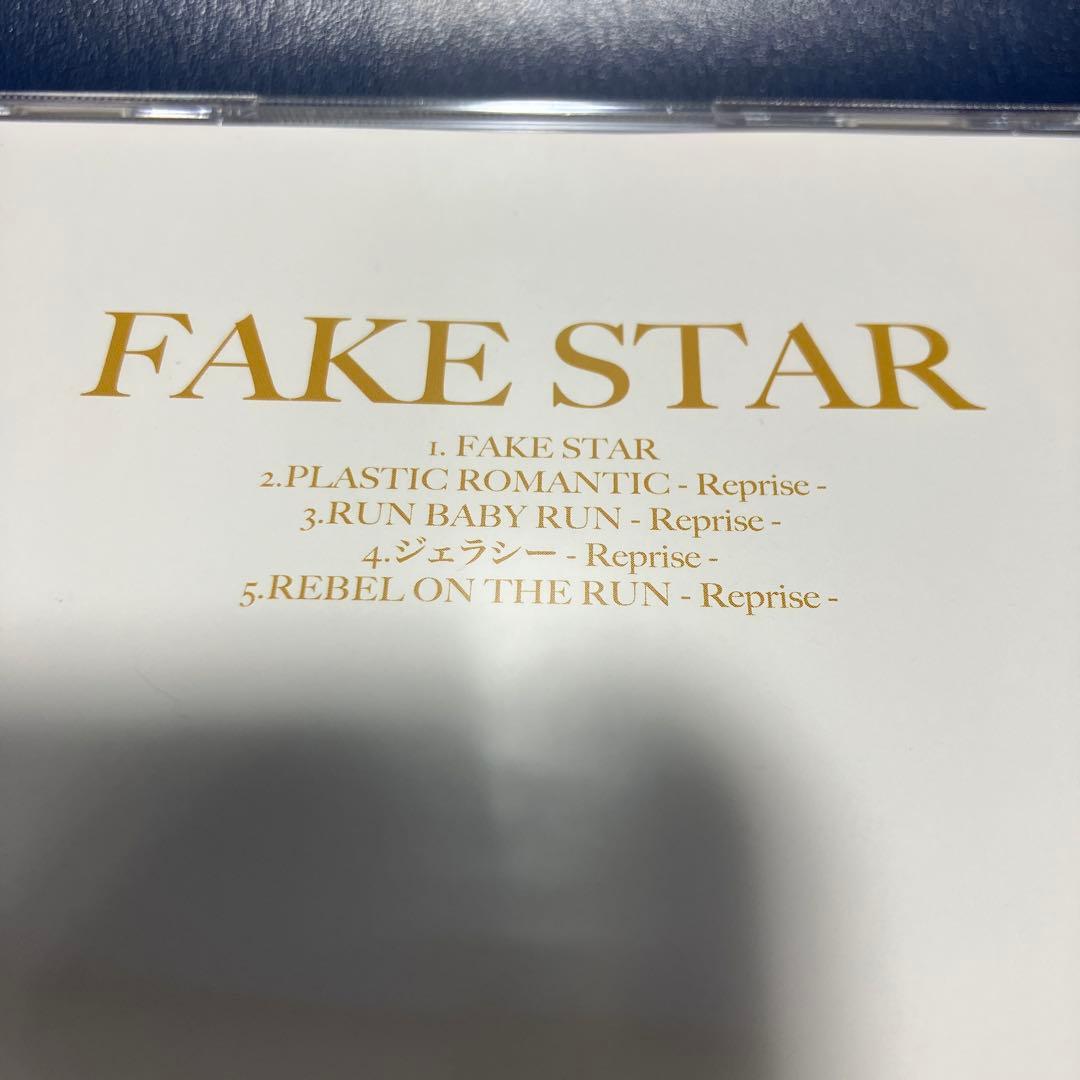 FAKE STAR
1. FAKE STAR
2.PLASTIC ROMANTIC - Reprise -
3.RUN BABY RUN - Reprise -
4.ジェラシー - Reprise -
5.REBEL ON THE RUN - Reprise -